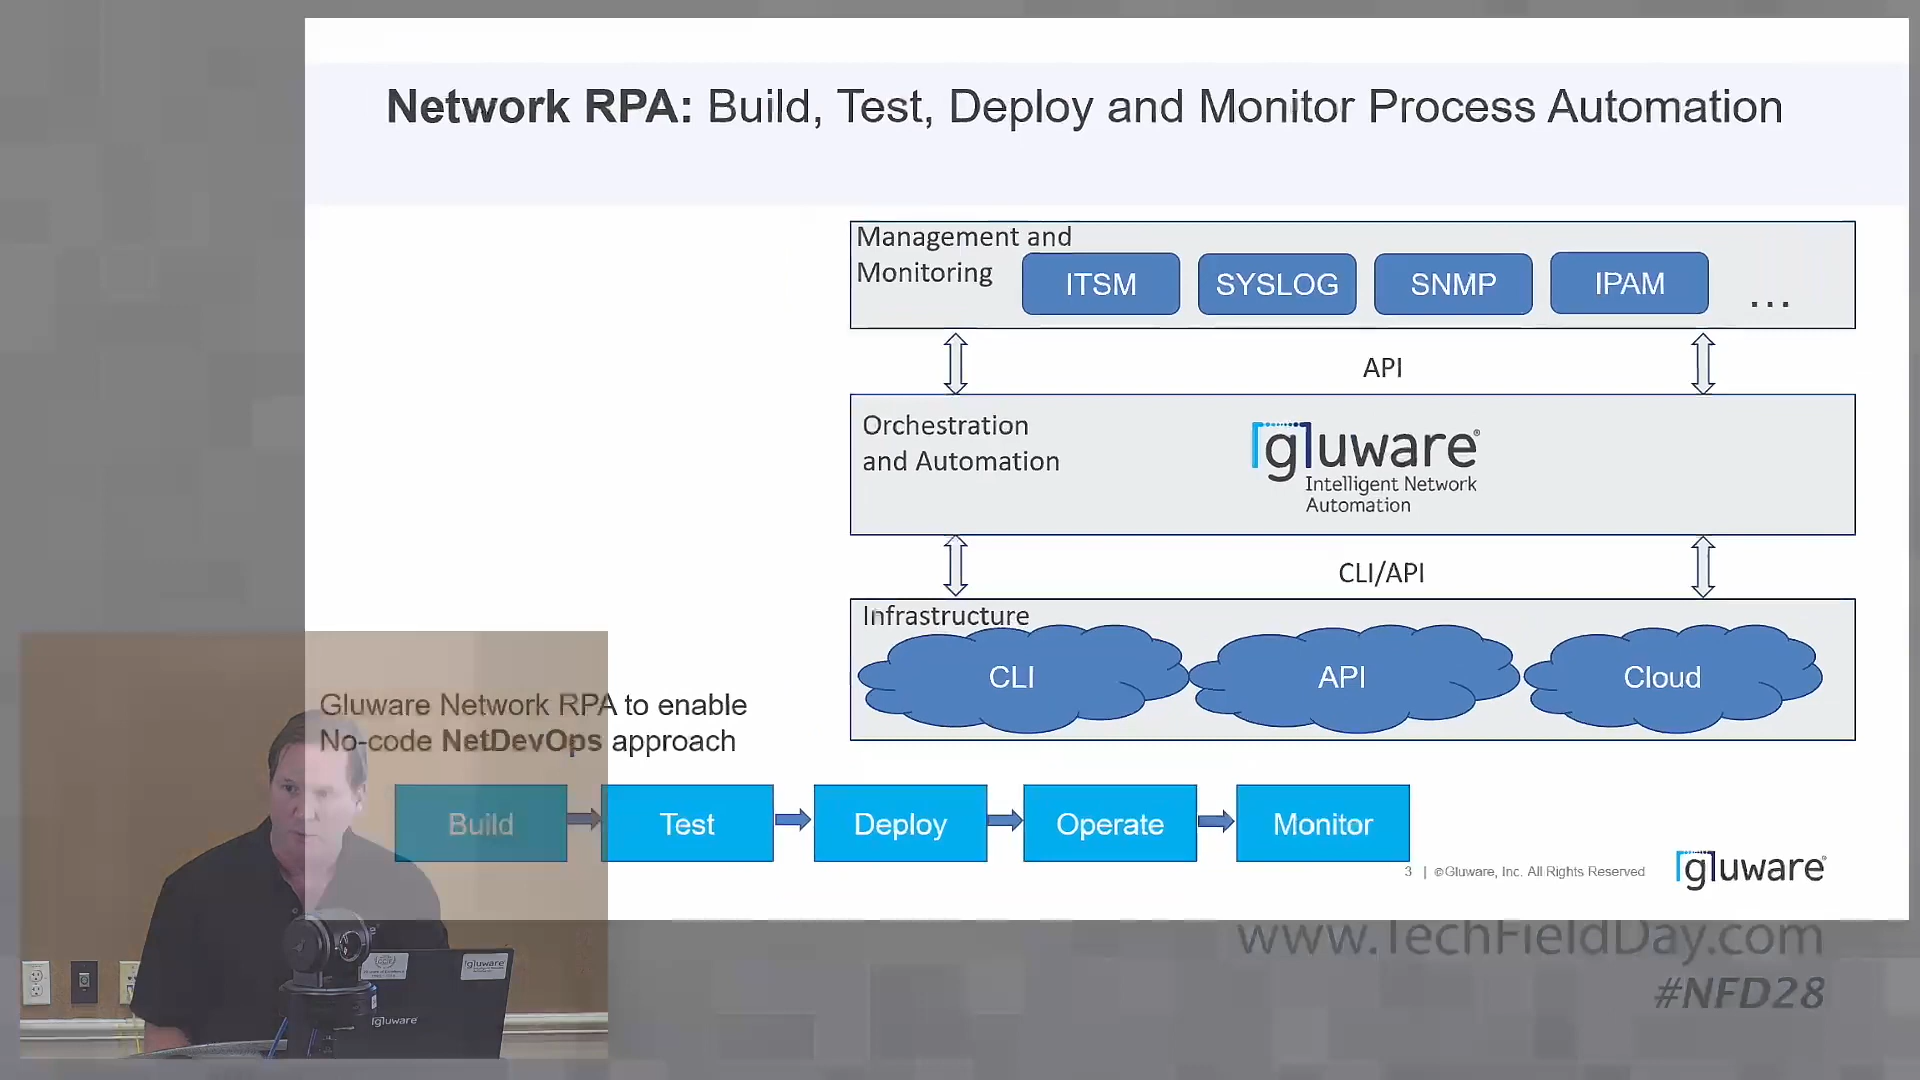 Network RPA: Build, Test, Deploy and Monitor Process Automation
Management and
Monitoring
ITSM
SYSLOG
SNMP
IPAM
...
API
Orchestration
and Automation
gluware®
Intelligent Network
Automation
CLI/API
Infrastructure
CLI
API
Cloud
Gluware Network RPA to enable
No-code NetDevOps approach
Build
Test
Deploy
Operate
Monitor
3 | ©Gluware, Inc. All Rights Reserved
gluware®
www.TechFieldDay.com
#NFD28
gluware
gluware